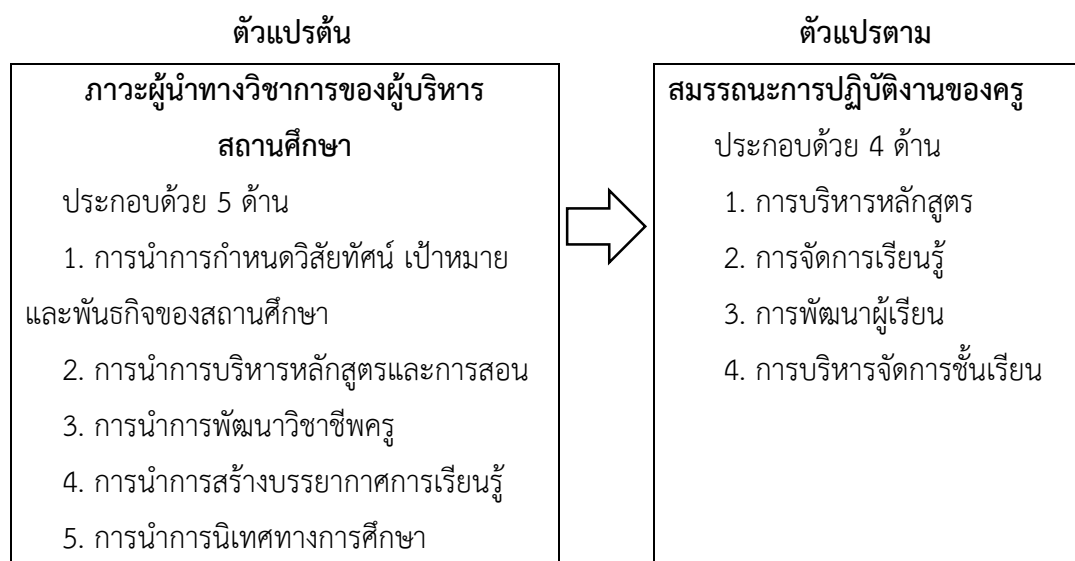 ตัวแปรต้น
ภาวะผู้นำทางวิชาการของผู้บริหาร
สถานศึกษา
ประกอบด้วย 5 ด้าน
1. การนำการกำหนดวิสัยทัศน์ เป้าหมาย
และพันธกิจของสถานศึกษา
2. การนำการบริหารหลักสูตรและการสอน
3. การนำการพัฒนาวิชาชีพครู
4. การนำการสร้างบรรยากาศการเรียนรู้
5. การนำการนิเทศทางการศึกษา
ตัวแปรตาม
สมรรถนะการปฏิบัติงานของครู
ประกอบด้วย 4 ด้าน
1. การบริหารหลักสูตร
2. การจัดการเรียนรู้
3. การพัฒนาผู้เรียน
4. การบริหารจัดการชั้นเรียน